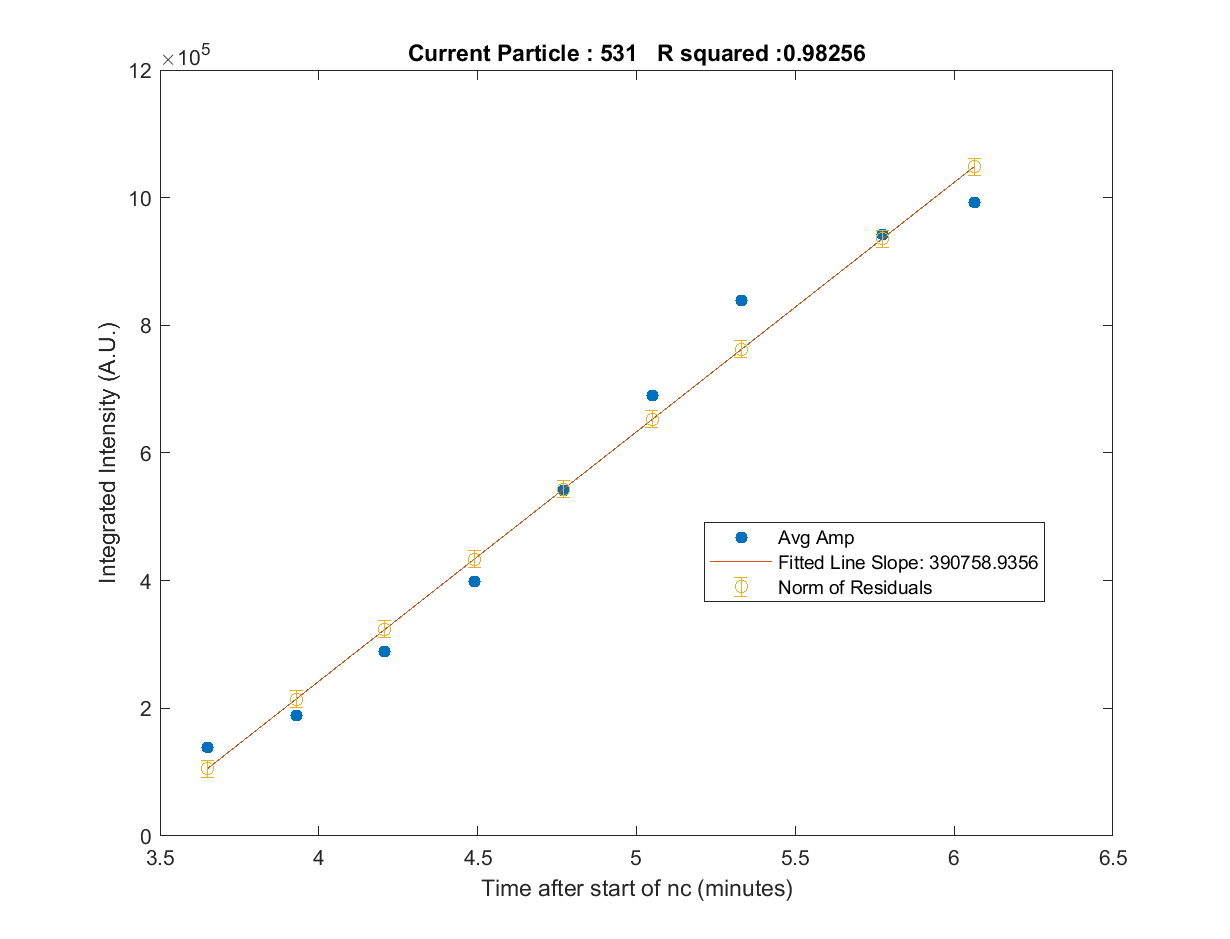 Current Particle : 531   R squared :0.98256
×10^5
12
10
8
6
4
2
0
Integrated Intensity (A.U.)
Avg Amp
Fitted Line Slope: 390758.9356
Norm of Residuals
3.5 4 4.5 5 5.5 6 6.5
Time after start of nc (minutes)